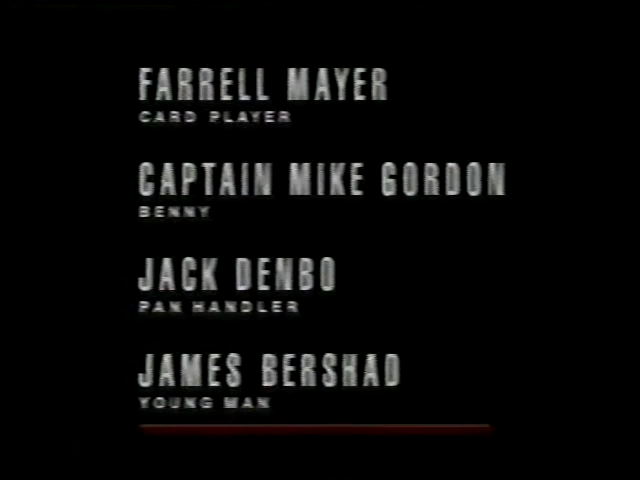 FARRELL MAYER
CARD PLAYER
CAPTAIN MIKE GORDON
BENNY
JACK DENBO
PAN HANDLER
JAMES BERSHAD
YOUNG MAN